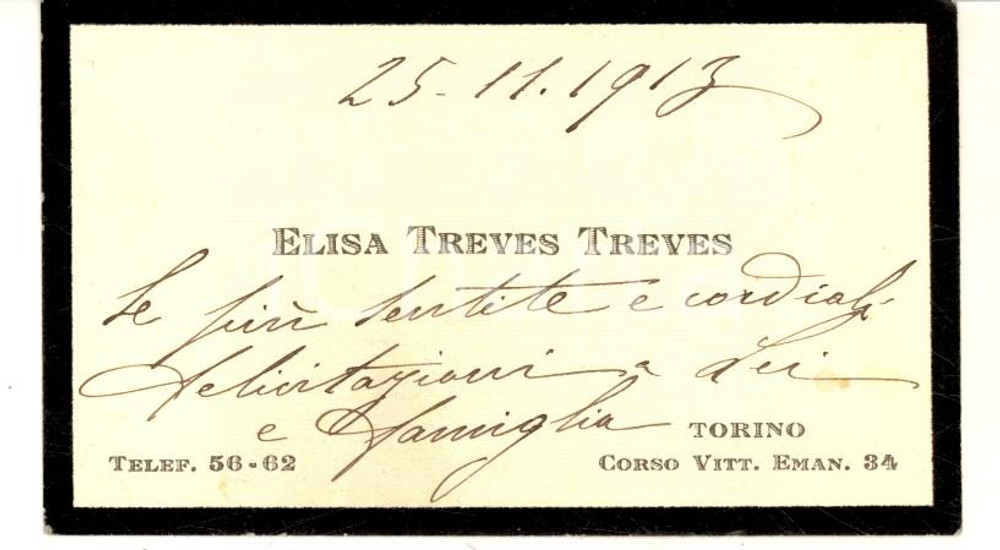 25-11.1913
ELISA TREVES TREVES
Le più sentite e cordiali
felicitazioni a Lei
e famiglia
TORINO
TELEF. 56-62
CORSO VITT. EMAN. 34